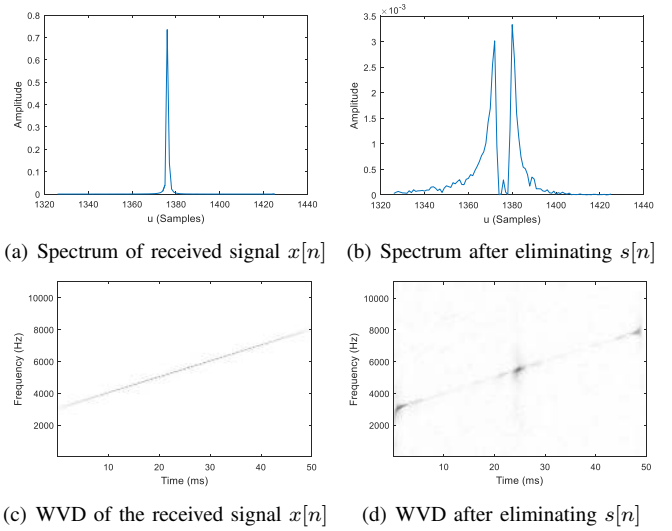 0.8
0.7
0.6
0.5
0.4
0.3
0.2
0.1
0
Amplitude
1320 1340 1360 1380 1400 1420 1440
u (Samples)
(a) Spectrum of received signal x[n]
× 10^-3
3.5
3
2.5
2
1.5
1
0.5
0
Amplitude
1320 1340 1360 1380 1400 1420 1440
u (Samples)
(b) Spectrum after eliminating s[n]
10000
8000
6000
4000
2000
Frequency (Hz)
10 20 30 40 50
Time (ms)
(c) WVD of the received signal x[n]
10000
8000
6000
4000
2000
Frequency (Hz)
10 20 30 40 50
Time (ms)
(d) WVD after eliminating s[n]